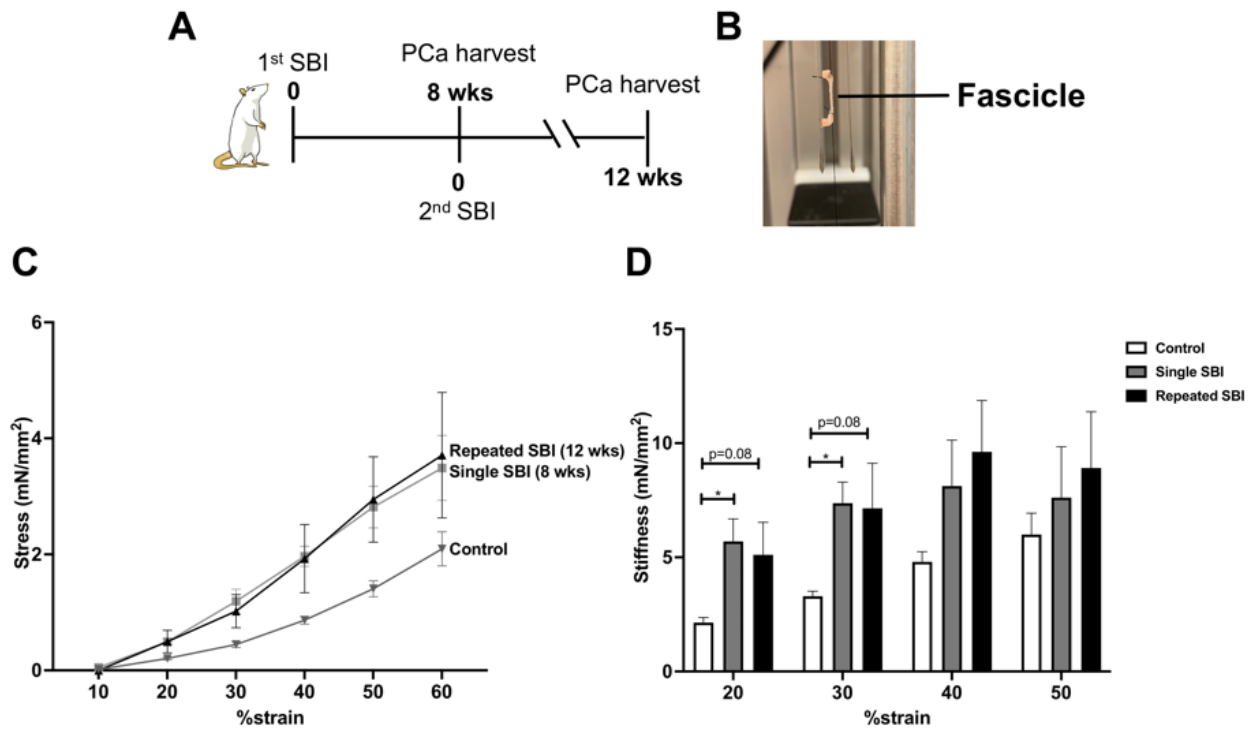 A
1st SBI
0
PCa harvest
8 wks
PCa harvest
0
2nd SBI
12 wks
B
Fascicle
C
Stress (mN/mm2)
6
4
2
0
Repeated SBI (12 wks)
Single SBI (8 wks)
Control
10 20 30 40 50 60
%strain
D
Stiffness (mN/mm2)
15
10
5
0
p=0.08
*
p=0.08
*
20 30 40 50
%strain
Control
Single SBI
Repeated SBI